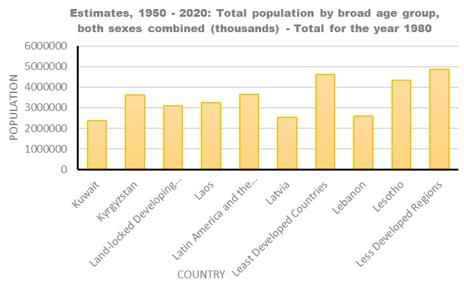 Estimates, 1950 - 2020: Total population by broad age group,
both sexes combined (thousands) - Total for the year 1980
6000000
5000000
4000000
3000000
2000000
1000000
0
POPULATION
Kuwait
Kyrgyzstan
Land-locked Developing...
Laos
Latin America and the...
Latvia
Least Developed Countries
Lebanon
Lesotho
Less Developed Regions
COUNTRY